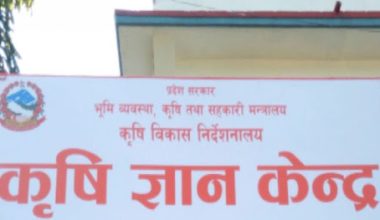 प्रदेश सरकार
भूमि व्यवस्था, कृषि तथा सहकारी मन्त्रालय
कृषि विकास निर्देशनालय
कृषि ज्ञान केन्द्र